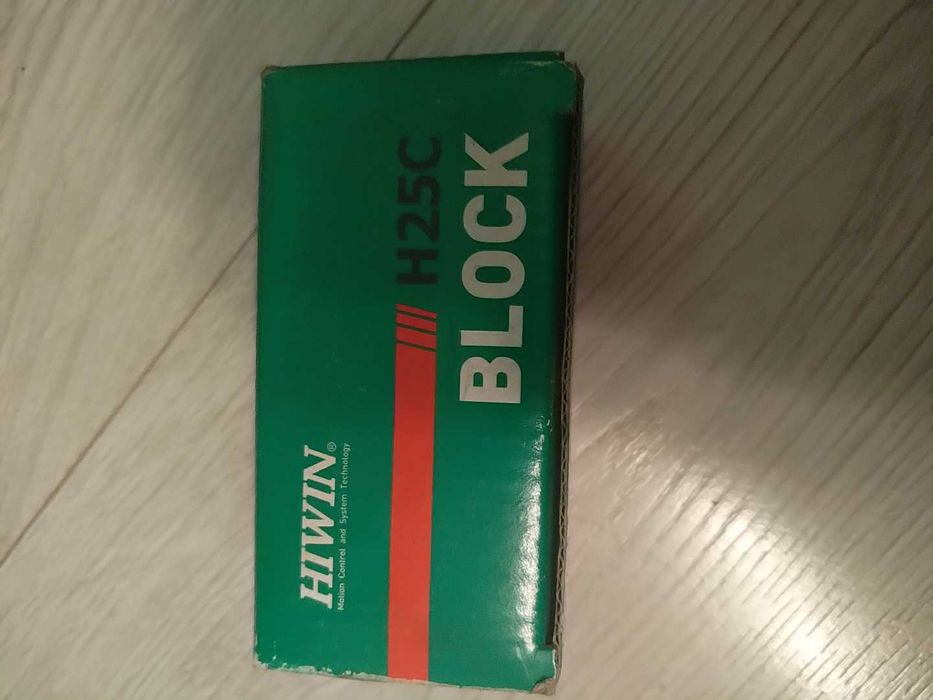 HIWIN®
Motion Control and System Technology
H25C
BLOCK